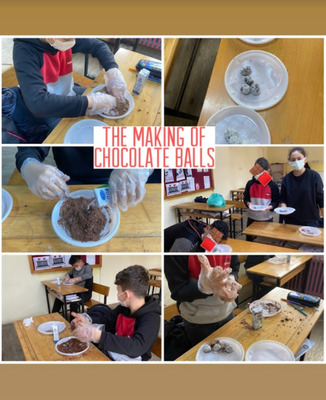 THE MAKING OF
CHOCOLATE BALLS